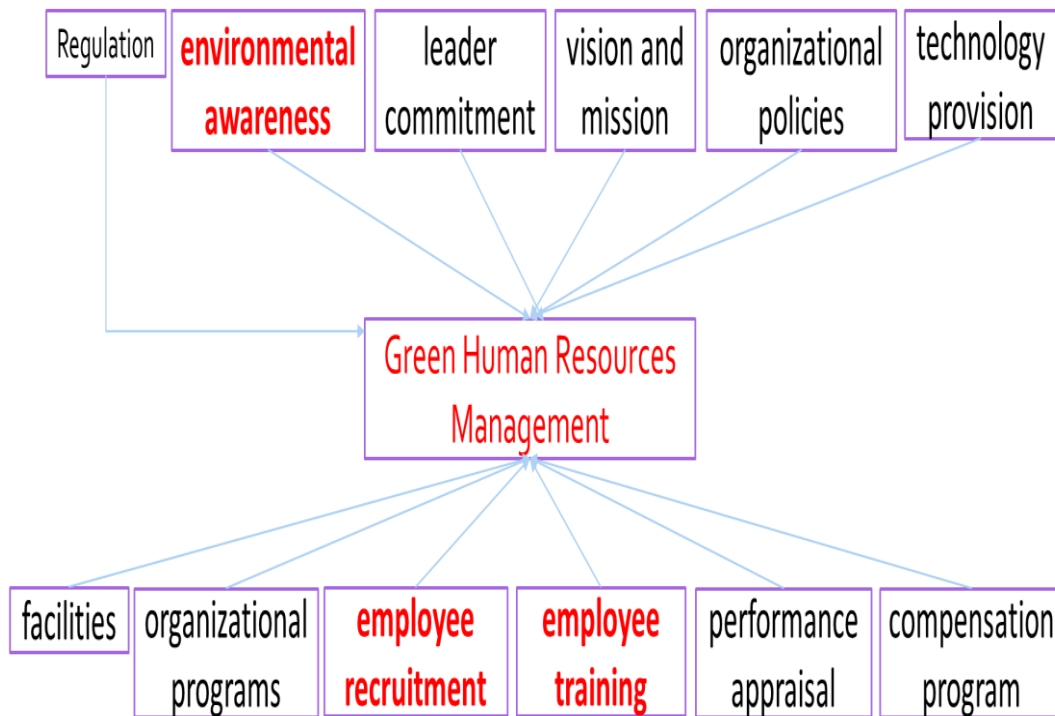 Regulation
environmental
awareness
leader
commitment
vision and
mission
organizational
policies
technology
provision
Green Human Resources
Management
facilities
organizational
programs
employee
recruitment
employee
training
performance
appraisal
compensation
program